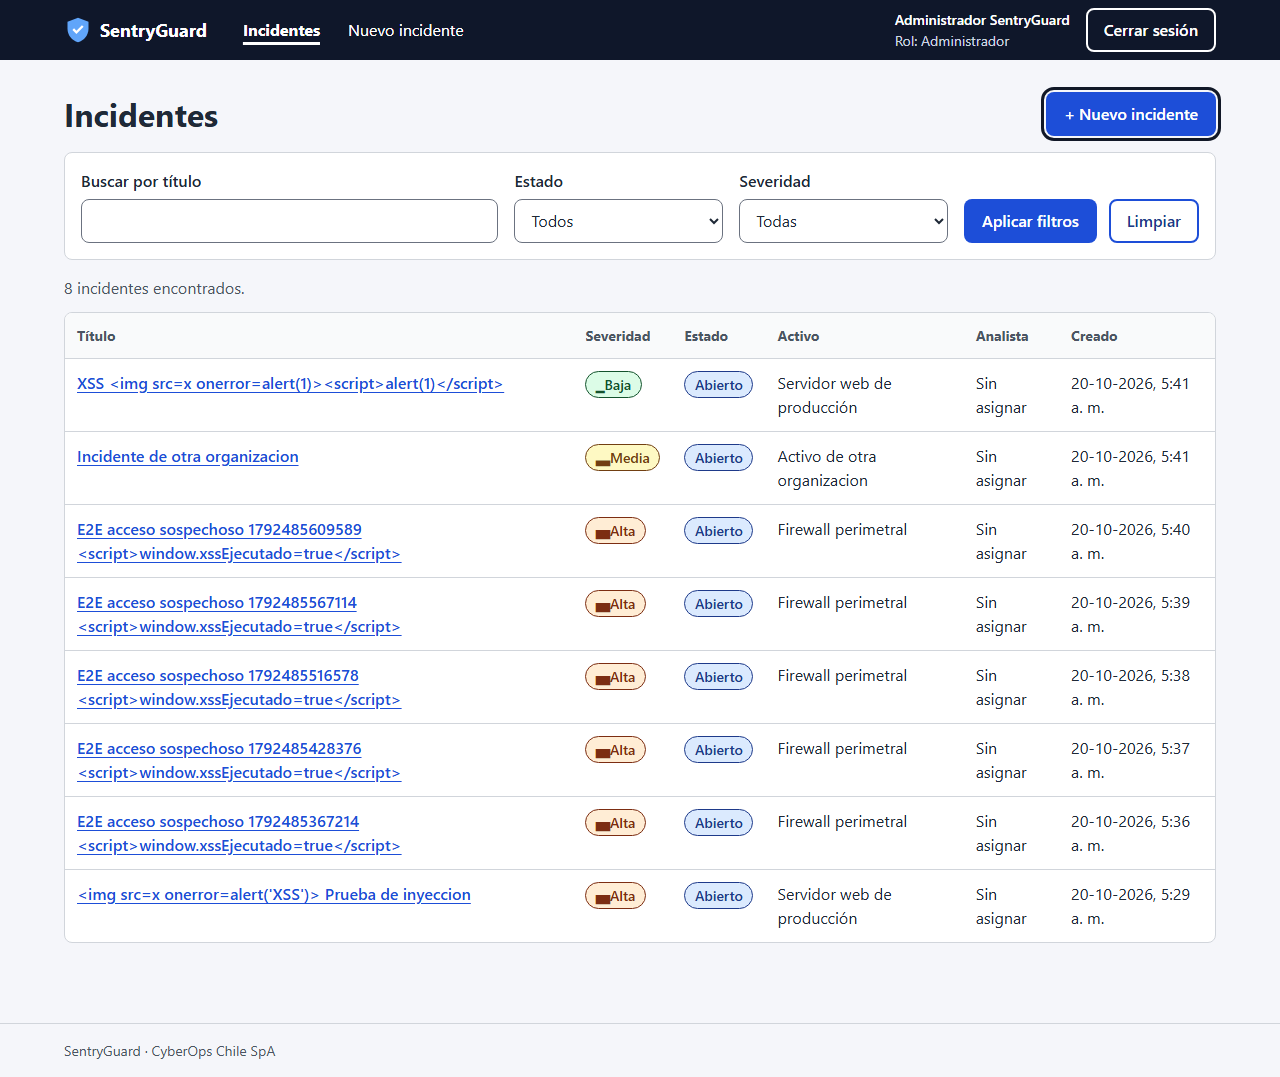 SentryGuard Incidentes Nuevo incidente Administrador SentryGuard Cerrar sesión
Rol: Administrador
Incidentes + Nuevo incidente
Buscar por título Estado Severidad
Todos Todas Aplicar filtros Limpiar
8 incidentes encontrados.
Título Severidad Estado Activo Analista Creado
XSS <img src=x onerror=alert(1)><script>alert(1)</script> Baja Abierto Servidor web de Sin 20-10-2026, 5:41
producción asignar a. m.
Incidente de otra organizacion Media Abierto Activo de otra Sin 20-10-2026, 5:41
organizacion asignar a. m.
E2E acceso sospechoso 1792485609589 Alta Abierto Firewall perimetral Sin 20-10-2026, 5:40
<script>window.xssEjecutado=true</script> asignar a. m.
E2E acceso sospechoso 1792485567114 Alta Abierto Firewall perimetral Sin 20-10-2026, 5:39
<script>window.xssEjecutado=true</script> asignar a. m.
E2E acceso sospechoso 1792485516578 Alta Abierto Firewall perimetral Sin 20-10-2026, 5:38
<script>window.xssEjecutado=true</script> asignar a. m.
E2E acceso sospechoso 1792485428376 Alta Abierto Firewall perimetral Sin 20-10-2026, 5:37
<script>window.xssEjecutado=true</script> asignar a. m.
E2E acceso sospechoso 1792485367214 Alta Abierto Firewall perimetral Sin 20-10-2026, 5:36
<script>window.xssEjecutado=true</script> asignar a. m.
<img src=x onerror=alert('XSS')> Prueba de inyeccion Alta Abierto Servidor web de Sin 20-10-2026, 5:29
producción asignar a. m.
SentryGuard · CyberOps Chile SpA